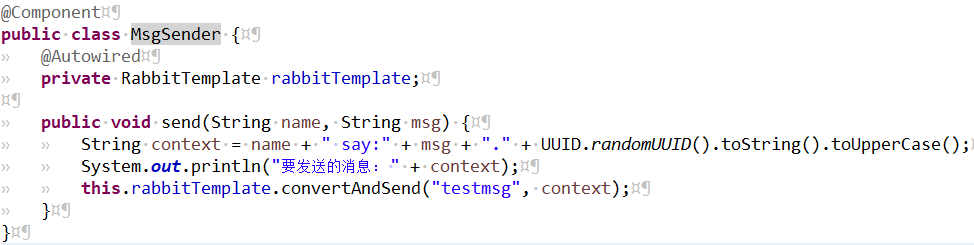 @Component
public class MsgSender {
    @Autowired
    private RabbitTemplate rabbitTemplate;

    public void send(String name, String msg) {
        String context = name + " say:" + msg + "." + UUID.randomUUID().toString().toUpperCase();
        System.out.println("要发送的消息：" + context);
        this.rabbitTemplate.convertAndSend("testmsg", context);
    }
}